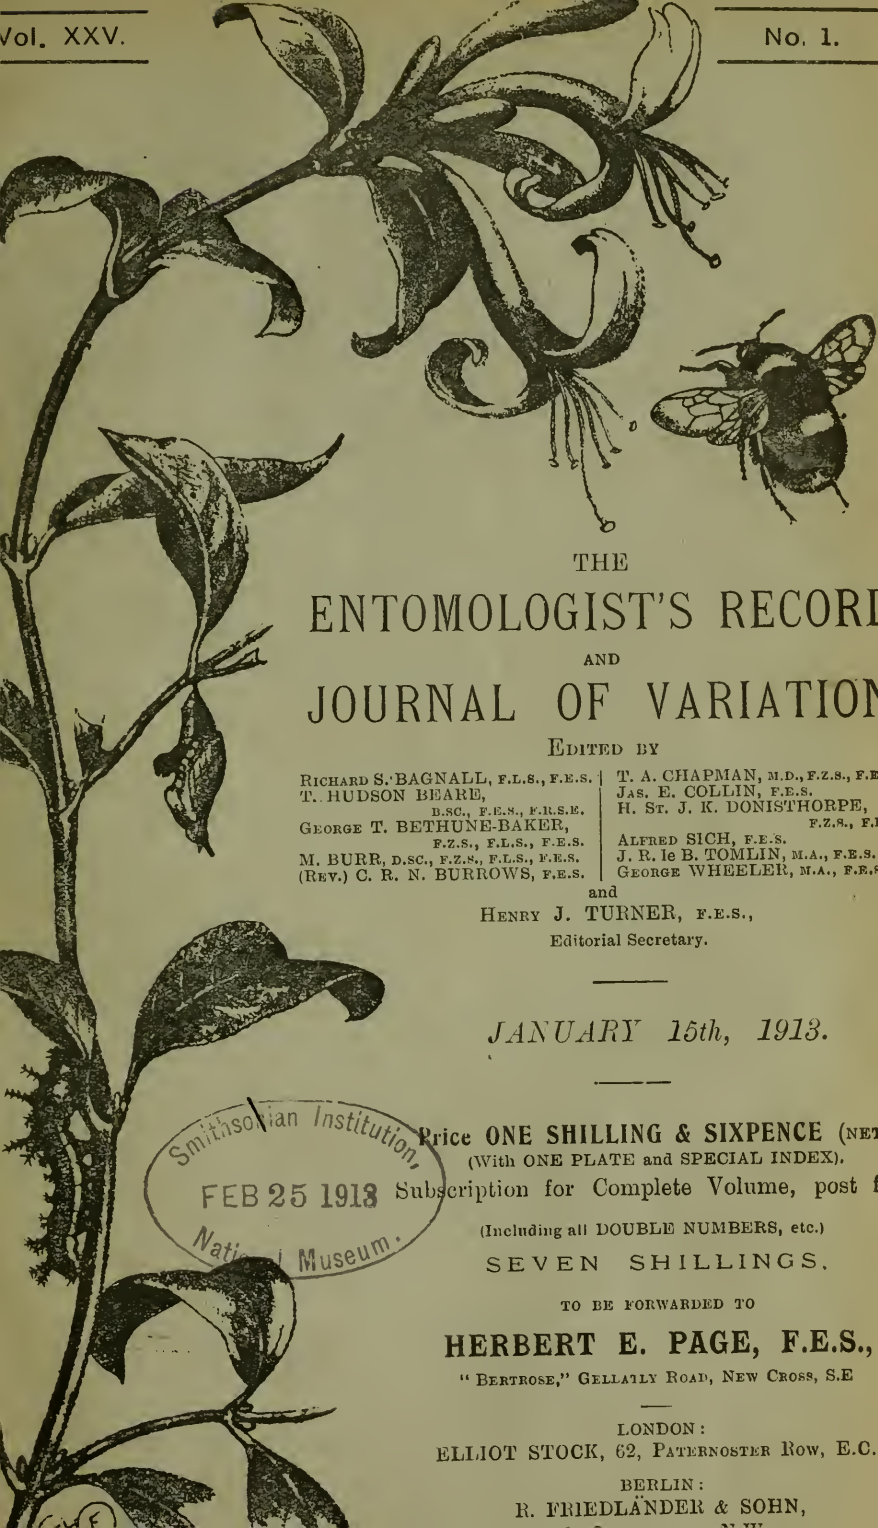 Vol. XXV.
No. 1.
THE
ENTOMOLOGIST'S RECORD
AND
JOURNAL OF VARIATION
EDITED BY
RICHARD S. BAGNALL, F.L.S., F.E.S.
T. HUDSON BEARE,
B.SC., F.E.S., F.R.S.E.
GEORGE T. BETHUNE-BAKER,
F.Z.S., F.L.S., F.E.S.
M. BURR, D.SC., F.Z.S., F.L.S., F.E.S.
(REV.) C. R. N. BURROWS, F.E.S.
T. A. CHAPMAN, M.D., F.Z.S., F.E
JAS. E. COLLIN, F.E.S.
H. ST. J. K. DONISTHORPE,
F.Z.S., F.
ALFRED SICH, F.E.S.
J. R. le B. TOMLIN, M.A., F.E.S.
GEORGE WHEELER, M.A., F.E.S
and
HENRY J. TURNER, F.E.S.,
Editorial Secretary.
JANUARY 15th, 1913.
Smithsonian Institution,
FEB 25 1913
National Museum.
Price ONE SHILLING & SIXPENCE (NET
(With ONE PLATE and SPECIAL INDEX).
Subscription for Complete Volume, post f
(Including all DOUBLE NUMBERS, etc.)
SEVEN SHILLINGS,
TO BE FORWARDED TO
HERBERT E. PAGE, F.E.S.,
"BERTROSE," GELLATLY ROAD, NEW CROSS, S.E
LONDON:
ELLIOT STOCK, 62, PATERNOSTER ROW, E.C.
BERLIN:
R. FRIEDLÄNDER & SOHN,